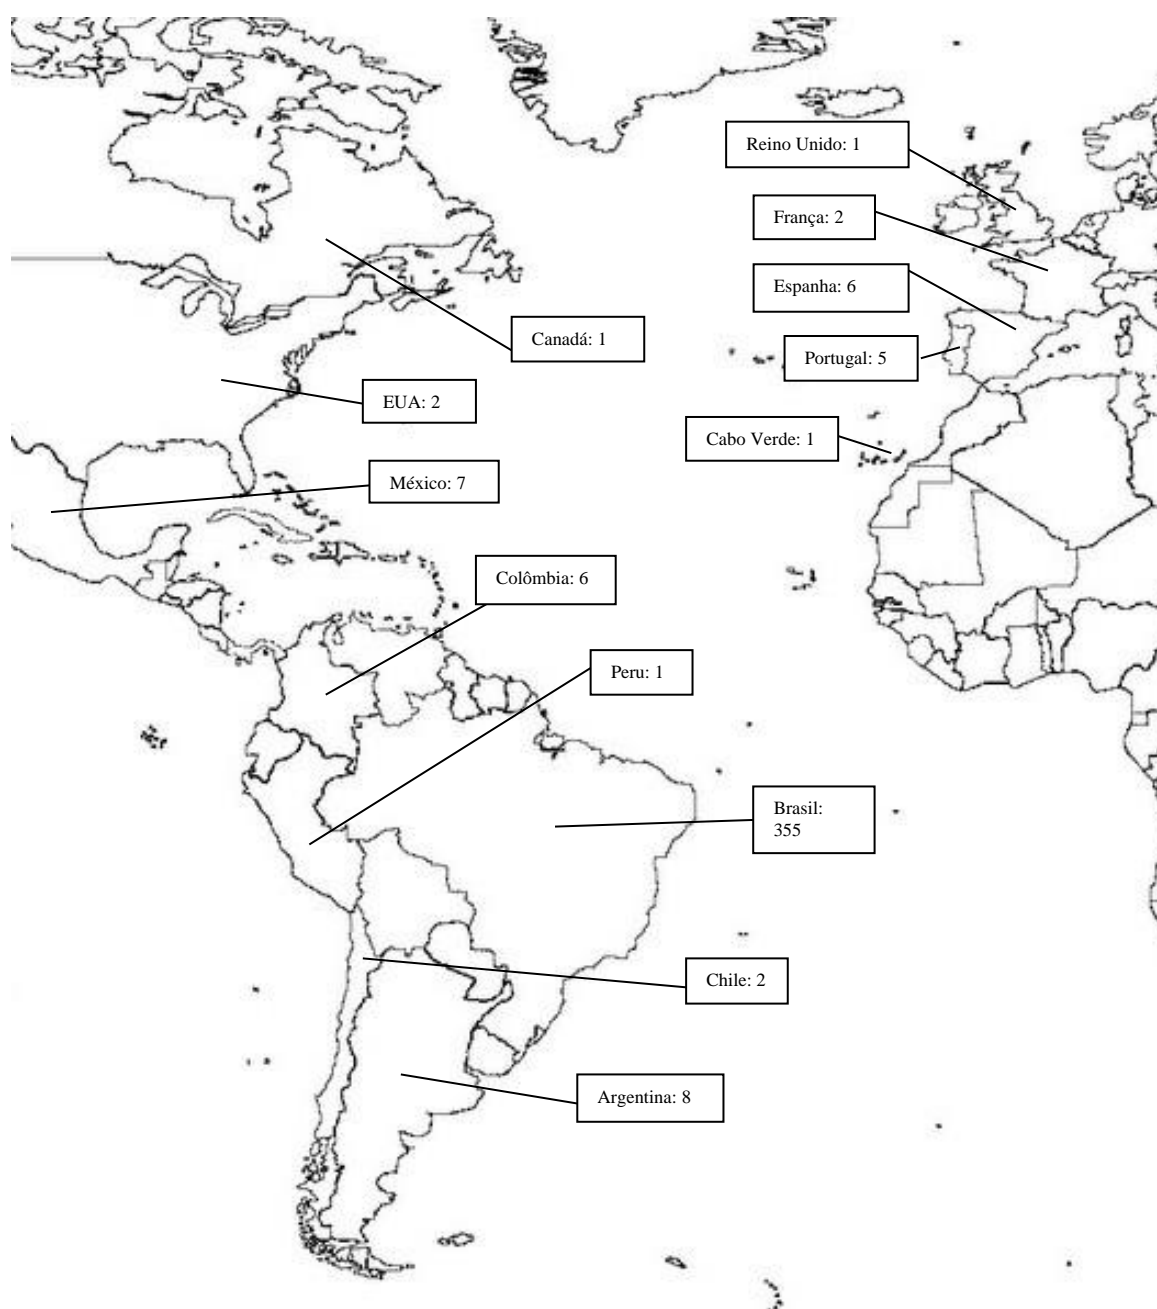 Reino Unido: 1
França: 2
Espanha: 6
Canadá: 1
Portugal: 5
EUA: 2
Cabo Verde: 1
México: 7
Colômbia: 6
Peru: 1
Brasil:
355
Chile: 2
Argentina: 8